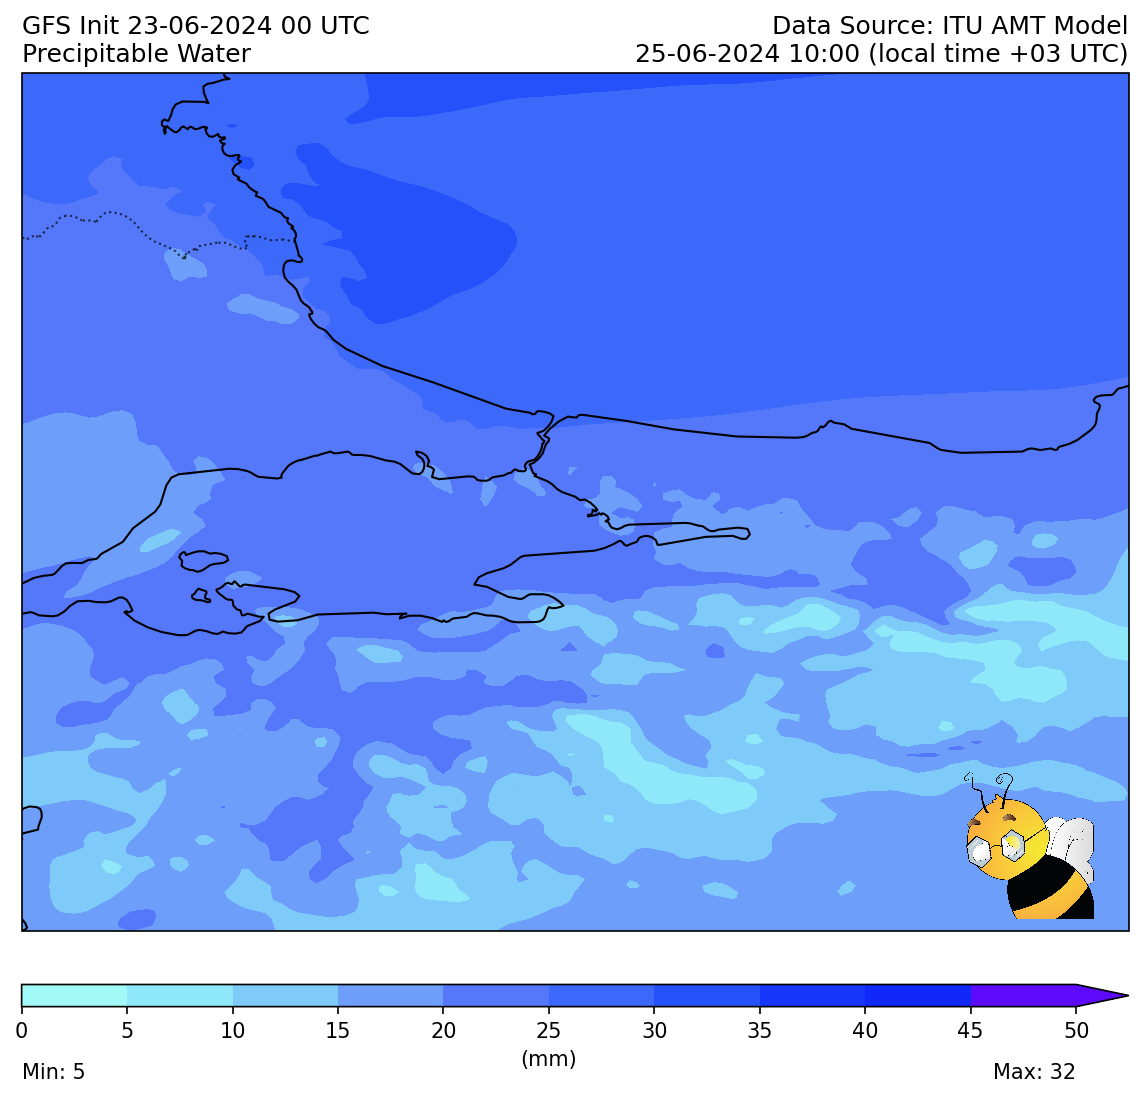 GFS Init 23-06-2024 00 UTC
Data Source: ITU AMT Model
Precipitable Water
25-06-2024 10:00 (local time +03 UTC)
0 5 10 15 20 25 30 35 40 45 50
(mm)
Min: 5
Max: 32